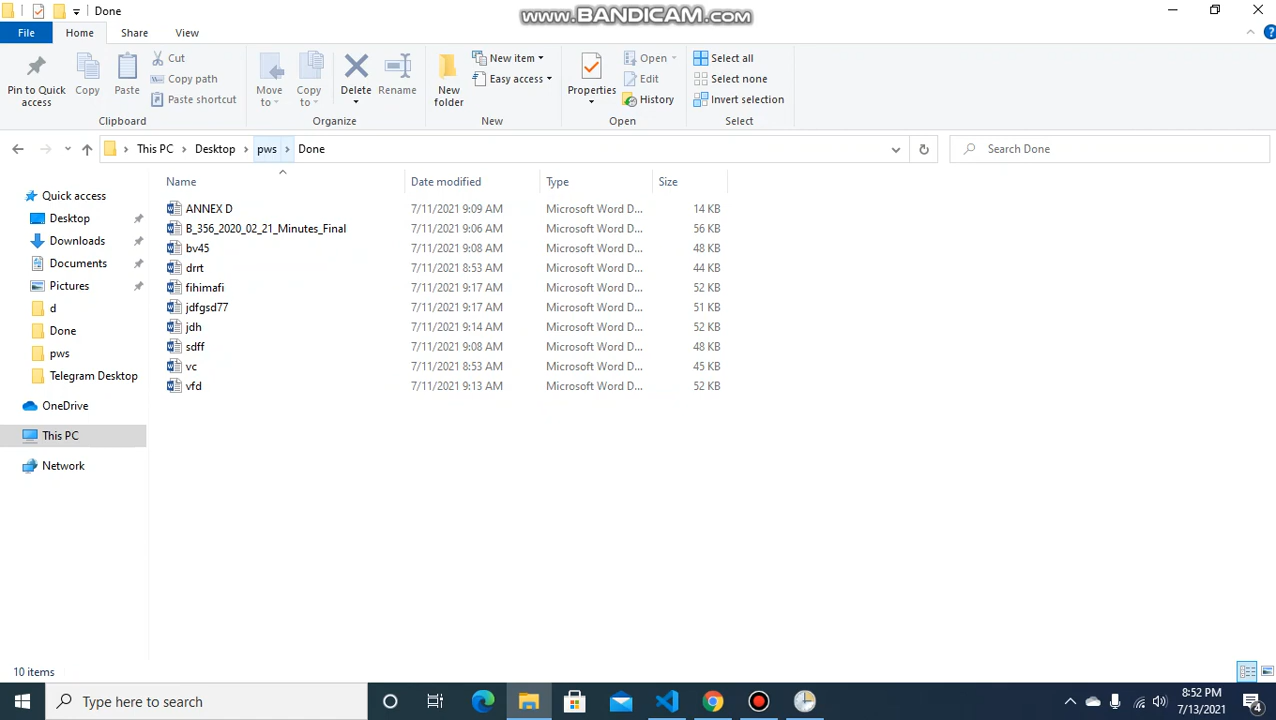 Done
www.BANDICAM.com
File Home Share View
Pin to Quick access
Copy
Paste
Cut
Copy path
Paste shortcut
Clipboard
Move to
Copy to
Delete
Rename
Organize
New folder
New item
Easy access
New
Properties
Open
Edit
History
Open
Select all
Select none
Invert selection
Select
This PC Desktop pws Done
Search Done
Name Date modified Type Size
Quick access
Desktop
Downloads
Documents
Pictures
d
Done
pws
Telegram Desktop
OneDrive
This PC
Network
ANNEX D 7/11/2021 9:09 AM Microsoft Word D... 14 KB
B_356_2020_02_21_Minutes_Final 7/11/2021 9:06 AM Microsoft Word D... 56 KB
bv45 7/11/2021 9:08 AM Microsoft Word D... 48 KB
drrt 7/11/2021 8:53 AM Microsoft Word D... 44 KB
fihimafi 7/11/2021 9:17 AM Microsoft Word D... 52 KB
jdfgsd77 7/11/2021 9:17 AM Microsoft Word D... 51 KB
jdh 7/11/2021 9:14 AM Microsoft Word D... 52 KB
sdff 7/11/2021 9:08 AM Microsoft Word D... 48 KB
vc 7/11/2021 8:53 AM Microsoft Word D... 45 KB
vfd 7/11/2021 9:13 AM Microsoft Word D... 52 KB
10 items
Type here to search
8:52 PM
7/13/2021
4